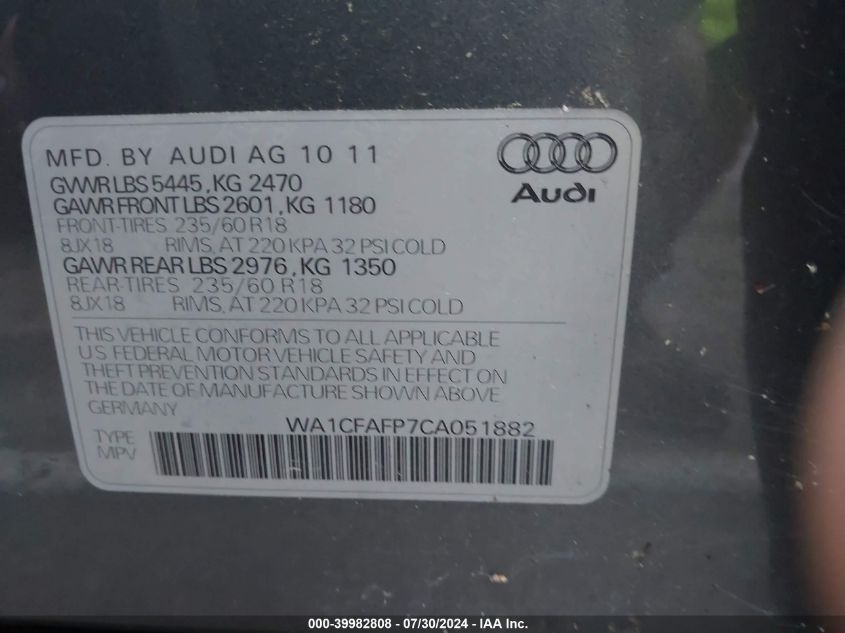 MFD. BY AUDI AG 10 11
Audi
GVWR LBS 5445, KG 2470
GAWR FRONT LBS 2601, KG 1180
FRONT-TIRES 235/60 R18
8JX18 RIMS, AT 220 KPA 32 PSI COLD
GAWR REAR LBS 2976, KG 1350
REAR-TIRES 235/60 R18
8JX18 RIMS, AT 220 KPA 32 PSI COLD
THIS VEHICLE CONFORMS TO ALL APPLICABLE
U.S. FEDERAL MOTOR VEHICLE SAFETY AND
THEFT PREVENTION STANDARDS IN EFFECT ON
THE DATE OF MANUFACTURE SHOWN ABOVE
GERMANY
WA1CFAFP7CA051882
TYPE
MPV
000-39982808 - 07/30/2024 - IAA Inc.